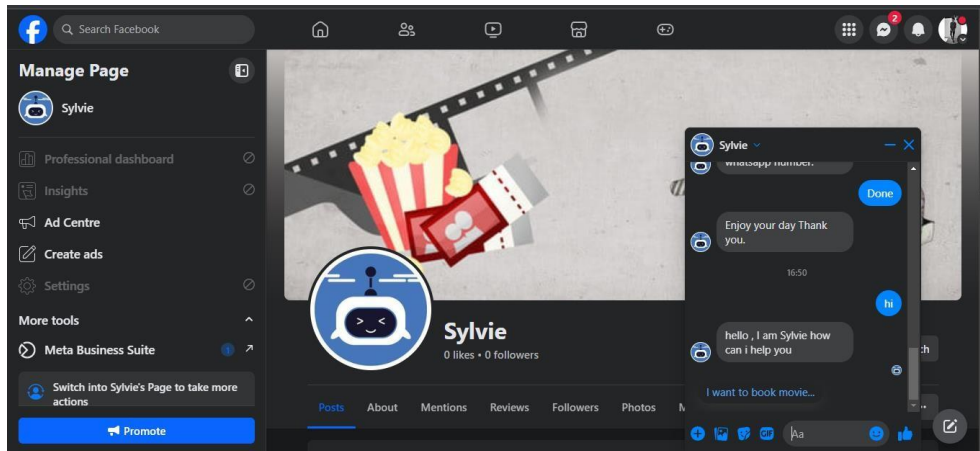 Search Facebook
2
Manage Page
Sylvie
Professional dashboard
Insights
Ad Centre
Create ads
Settings
More tools
Meta Business Suite
1
Switch into Sylvie's Page to take more
actions
Promote
Sylvie
0 likes • 0 followers
Posts
About
Mentions
Reviews
Followers
Photos
M
ch
Sylvie
whatsapp number.
Done
Enjoy your day Thank
you.
16:50
hi
hello , I am Sylvie how
can i help you
I want to book movie...
GIF
Aa